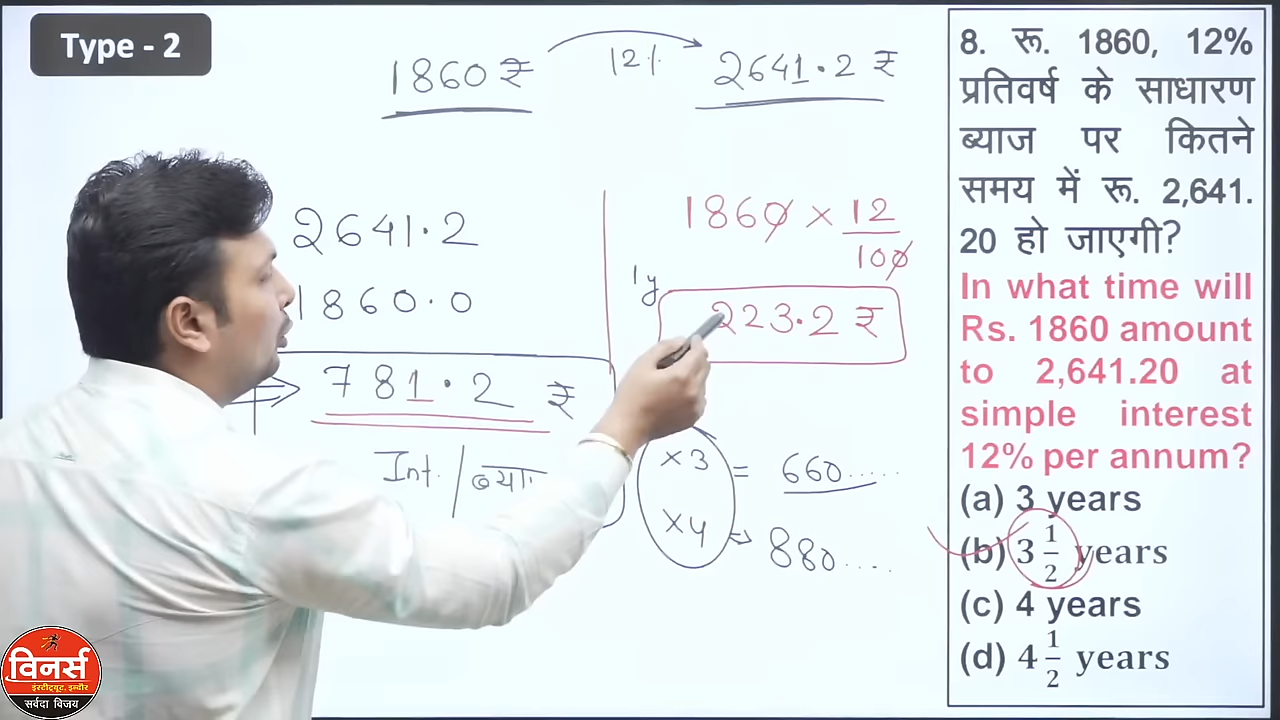 Type - 2
1860 ₹ 12% 2641.2 ₹
2641.2
1860.0
781.2 ₹
Int. / ब्या.
1860 × 12/100
1y
223.2 ₹
×3 = 660.....
×4 ⇒ 880....
8. रू. 1860, 12%
प्रतिवर्ष के साधारण
ब्याज पर कितने
समय में रू. 2,641.
20 हो जाएगी?
In what time will
Rs. 1860 amount
to 2,641.20 at
simple interest
12% per annum?
(a) 3 years
(b) 3 1/2 years
(c) 4 years
(d) 4 1/2 years
विनर्स
इंस्टीट्यूट, इन्दौर
सर्वदा विजय